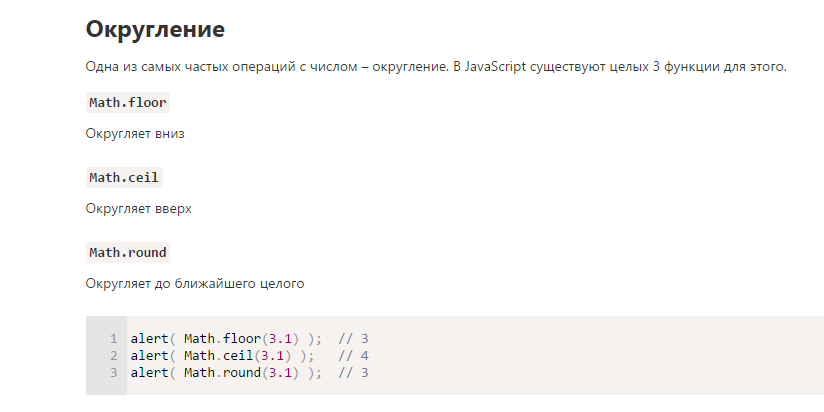 Округление
Одна из самых частых операций с числом – округление. В JavaScript существуют целых 3 функции для этого.
Math.floor
Округляет вниз
Math.ceil
Округляет вверх
Math.round
Округляет до ближайшего целого
1 alert( Math.floor(3.1) );  // 3
2 alert( Math.ceil(3.1) );   // 4
3 alert( Math.round(3.1) );  // 3